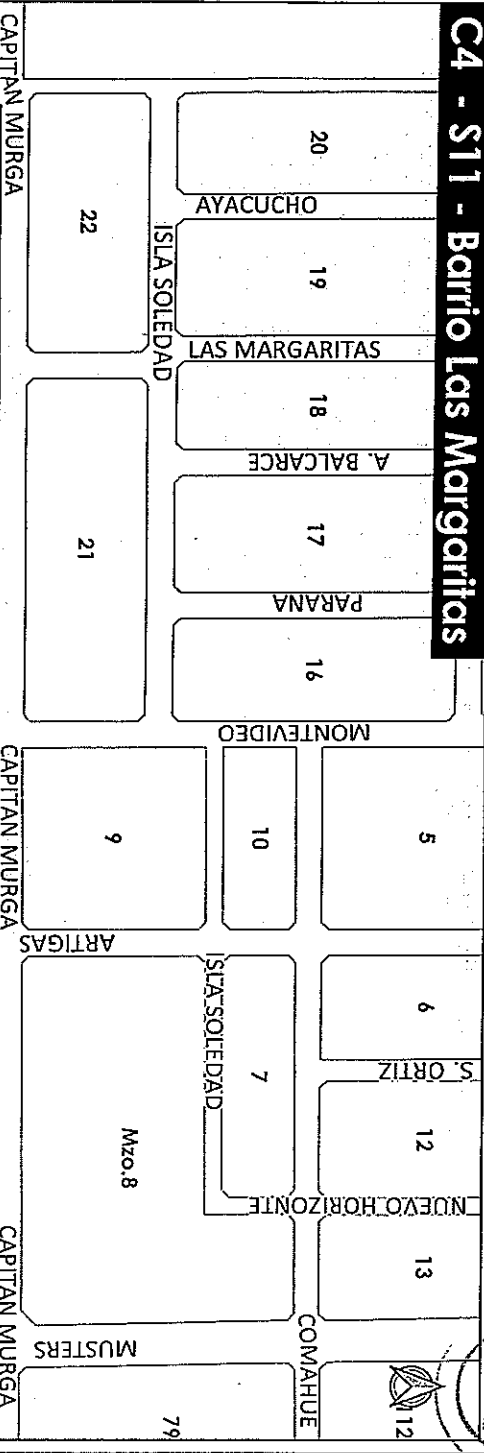 C4 - S11 - Barrio Las Margaritas
20
AYACUCHO
19
LAS MARGARITAS
18
A. BALCARCE
17
PARANA
16
MONTEVIDEO
5
6
S. ORTIZ
12
NUEVO HORIZONTE
13
112
22
ISLA SOLEDAD
21
10
9
ARTIGAS
ISLA SOLEDAD
7
Mzo.8
COMAHUE
MUSTERS
79
CAPITAN MURGA
CAPITAN MURGA
CAPITAN MURGA